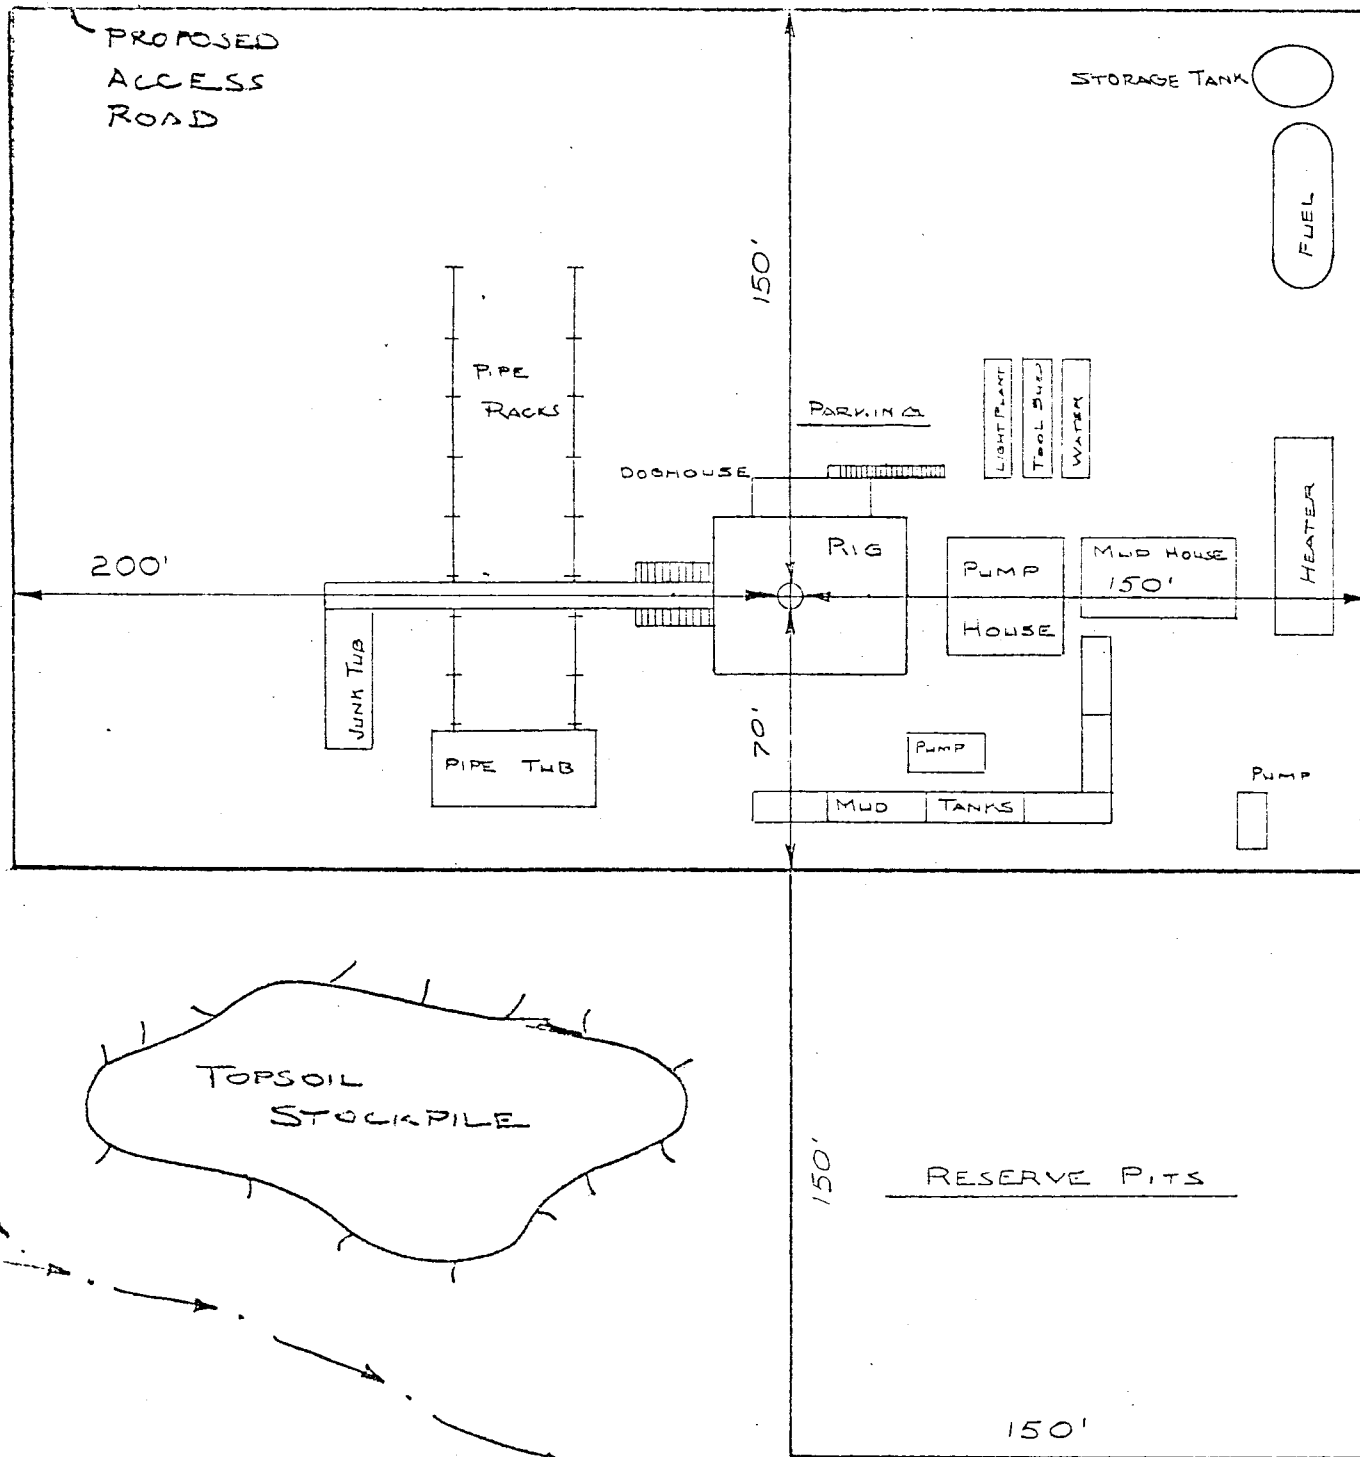 PROPOSED
ACCESS
ROAD
STORAGE TANK
FUEL
150'
PIPE
RACKS
PARKING
LIGHT PLANT
TOOL SHED
WATER
DOGHOUSE
HEATER
RIG
PUMP
HOUSE
MUD HOUSE
150'
200'
JUNK TUB
PIPE TUB
70'
PUMP
MUD TANKS
PUMP
TOPSOIL
STOCKPILE
150'
RESERVE PITS
150'